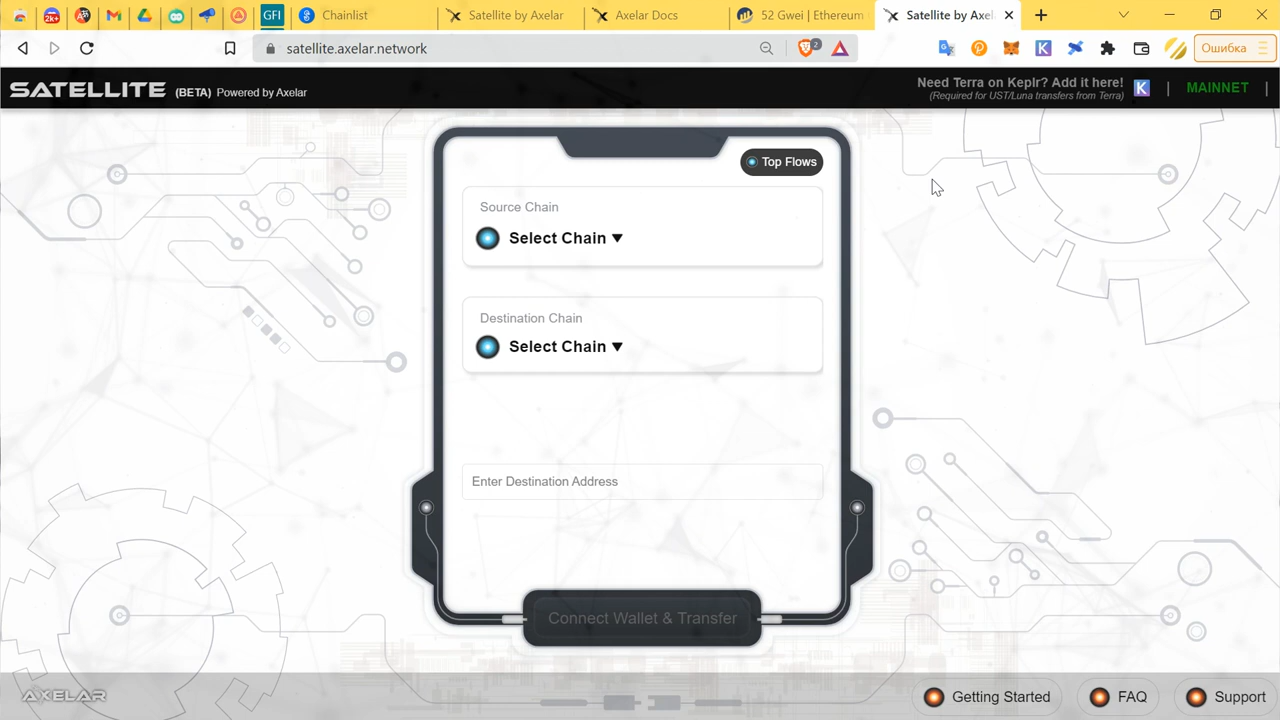 2k+
GFI
Chainlist
Satellite by Axelar
Axelar Docs
52 Gwei | Ethereum
Satellite by Axel
satellite.axelar.network
2
Ошибка
SATELLITE (BETA) Powered by Axelar
Need Terra on Keplr? Add it here!
(Required for UST/Luna transfers from Terra)
K
MAINNET
Top Flows
Source Chain
Select Chain
Destination Chain
Select Chain
Enter Destination Address
Connect Wallet & Transfer
AXELAR
Getting Started
FAQ
Support